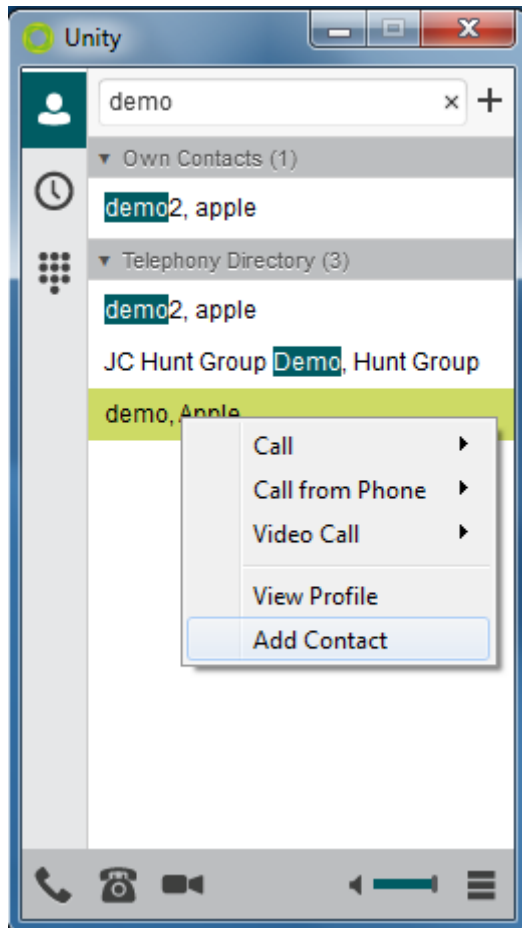 Unity
demo
Own Contacts (1)
demo2, apple
Telephony Directory (3)
demo2, apple
JC Hunt Group Demo, Hunt Group
demo, Apple
Call
Call from Phone
Video Call
View Profile
Add Contact